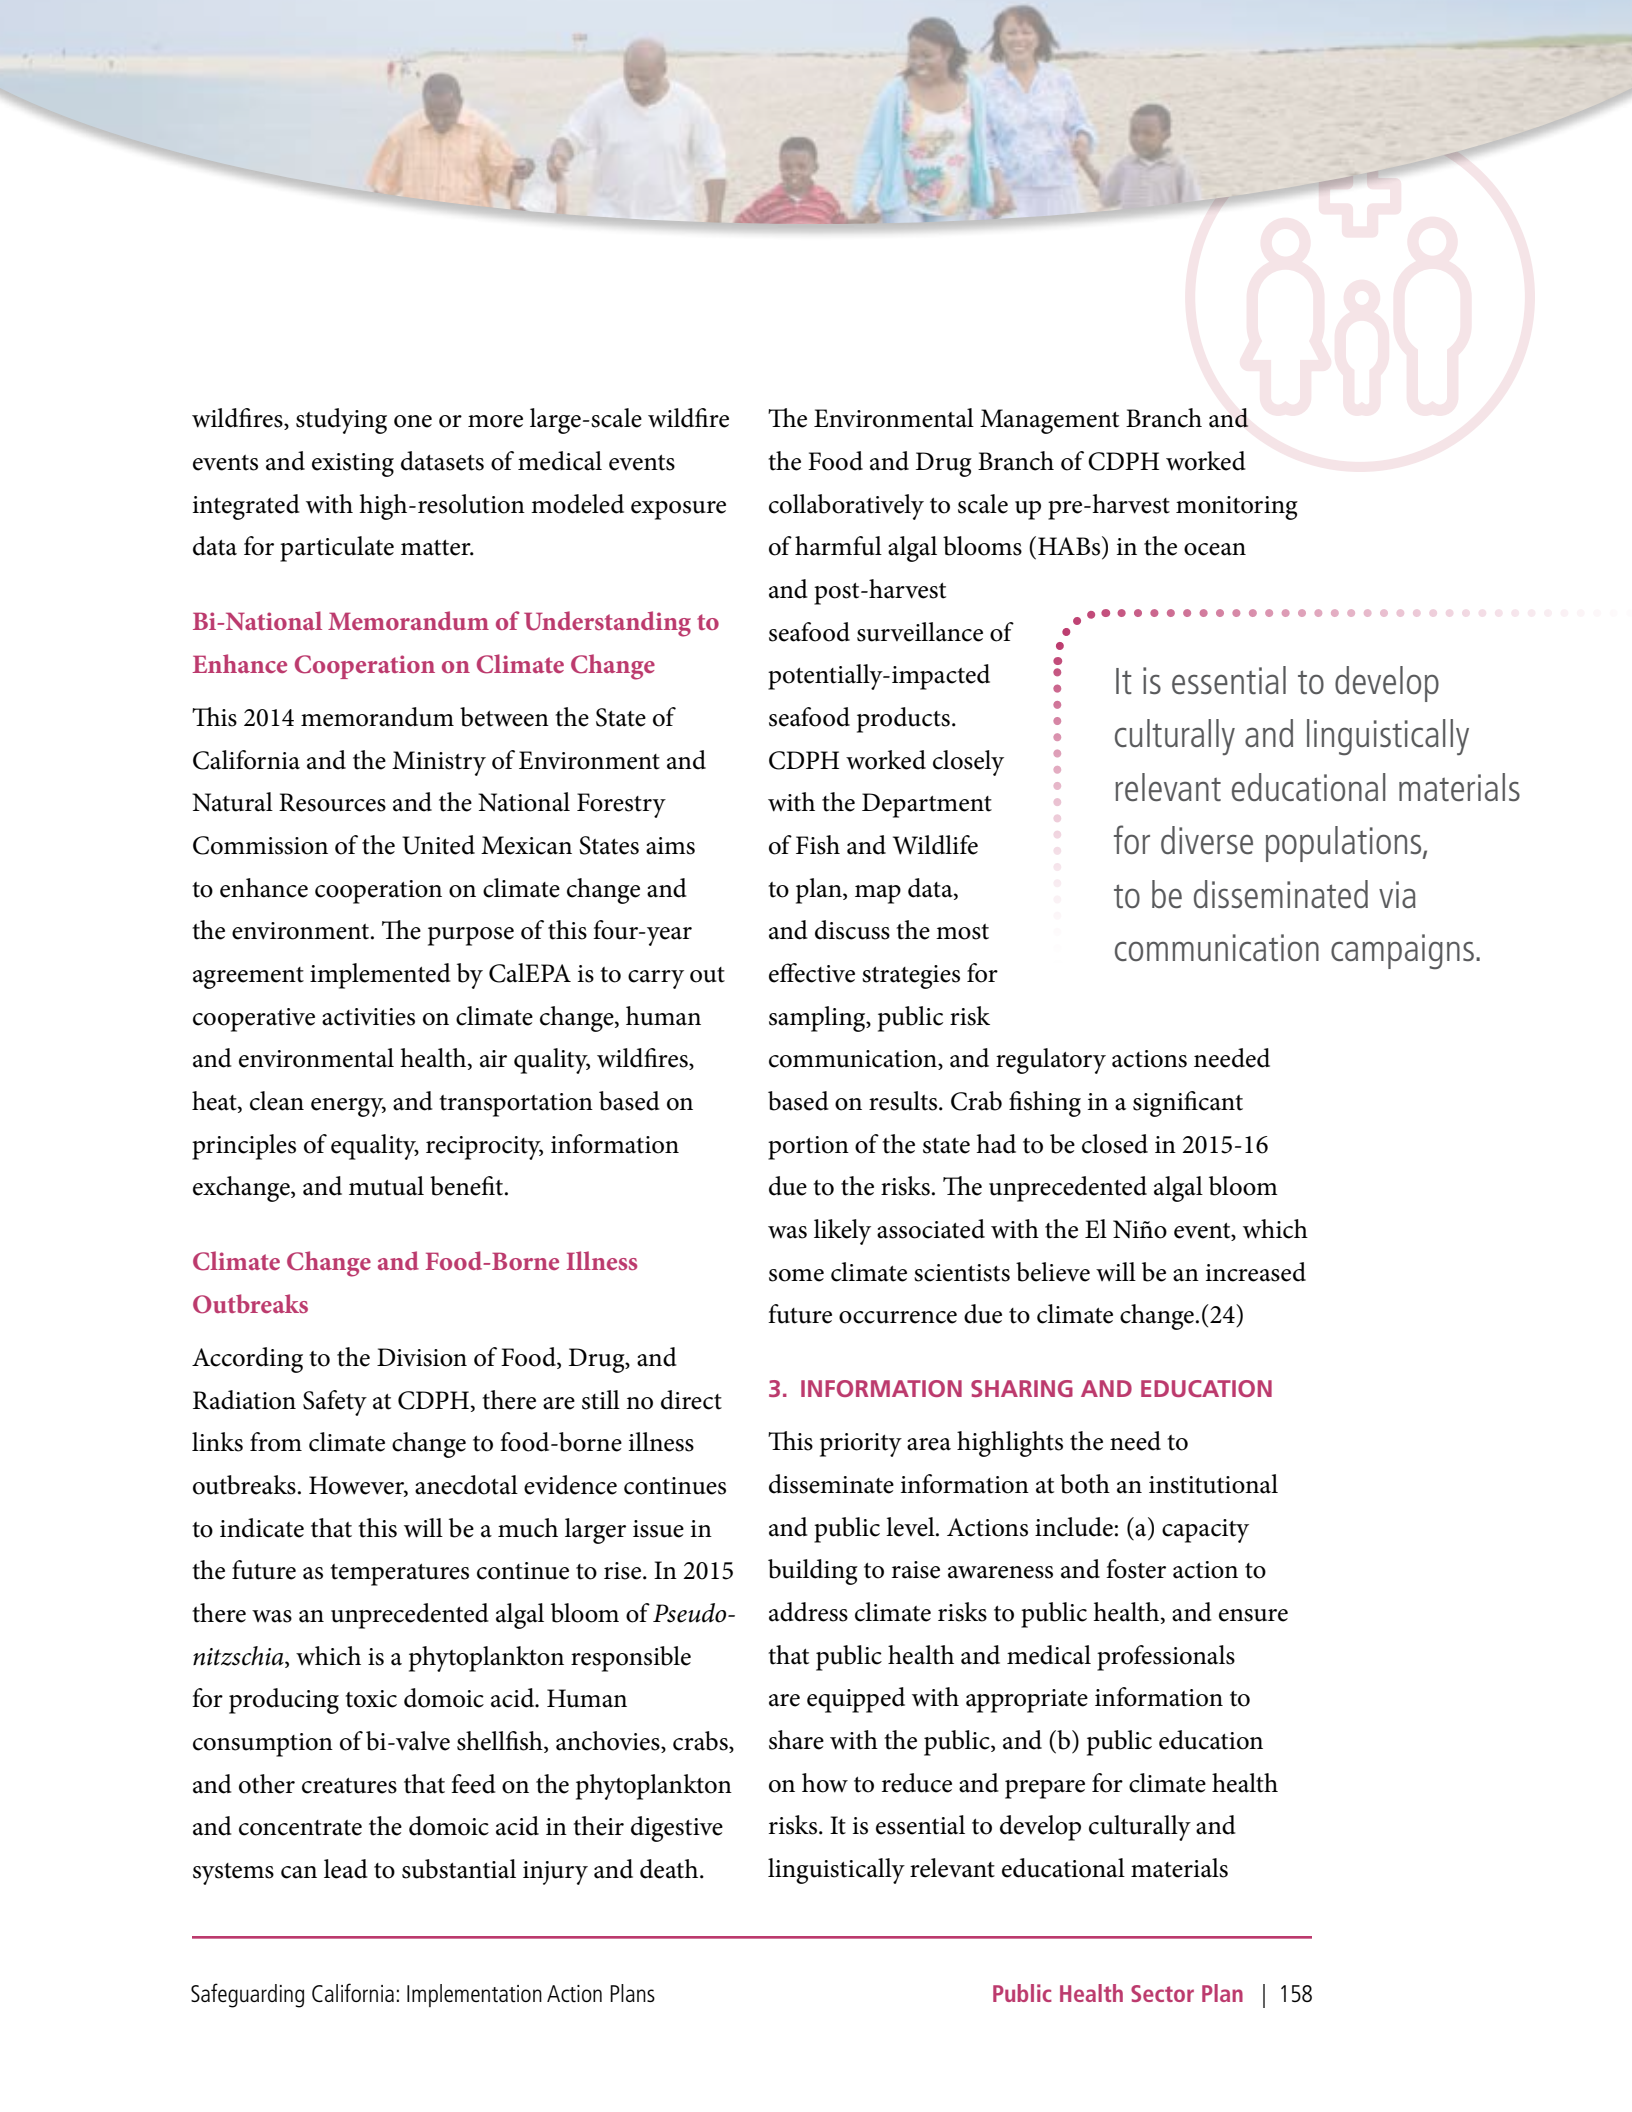 wildfires, studying one or more large-scale wildfire
events and existing datasets of medical events
integrated with high-resolution modeled exposure
data for particulate matter.
Bi-National Memorandum of Understanding to
Enhance Cooperation on Climate Change
This 2014 memorandum between the State of
California and the Ministry of Environment and
Natural Resources and the National Forestry
Commission of the United Mexican States aims
to enhance cooperation on climate change and
the environment. The purpose of this four-year
agreement implemented by CalEPA is to carry out
cooperative activities on climate change, human
and environmental health, air quality, wildfires,
heat, clean energy, and transportation based on
principles of equality, reciprocity, information
exchange, and mutual benefit.
Climate Change and Food-Borne Illness
Outbreaks
According to the Division of Food, Drug, and
Radiation Safety at CDPH, there are still no direct
links from climate change to food-borne illness
outbreaks. However, anecdotal evidence continues
to indicate that this will be a much larger issue in
the future as temperatures continue to rise. In 2015
there was an unprecedented algal bloom of Pseudo-
nitzschia, which is a phytoplankton responsible
for producing toxic domoic acid. Human
consumption of bi-valve shellfish, anchovies, crabs,
and other creatures that feed on the phytoplankton
and concentrate the domoic acid in their digestive
systems can lead to substantial injury and death.
The Environmental Management Branch and
the Food and Drug Branch of CDPH worked
collaboratively to scale up pre-harvest monitoring
of harmful algal blooms (HABs) in the ocean
and post-harvest
seafood surveillance of
potentially-impacted
seafood products.
CDPH worked closely
with the Department
of Fish and Wildlife
to plan, map data,
and discuss the most
effective strategies for
sampling, public risk
communication, and regulatory actions needed
based on results. Crab fishing in a significant
portion of the state had to be closed in 2015-16
due to the risks. The unprecedented algal bloom
was likely associated with the El Niño event, which
some climate scientists believe will be an increased
future occurrence due to climate change.(24)
It is essential to develop
culturally and linguistically
relevant educational materials
for diverse populations,
to be disseminated via
communication campaigns.
3. INFORMATION SHARING AND EDUCATION
This priority area highlights the need to
disseminate information at both an institutional
and public level. Actions include: (a) capacity
building to raise awareness and foster action to
address climate risks to public health, and ensure
that public health and medical professionals
are equipped with appropriate information to
share with the public, and (b) public education
on how to reduce and prepare for climate health
risks. It is essential to develop culturally and
linguistically relevant educational materials
Safeguarding California: Implementation Action Plans
Public Health Sector Plan | 158